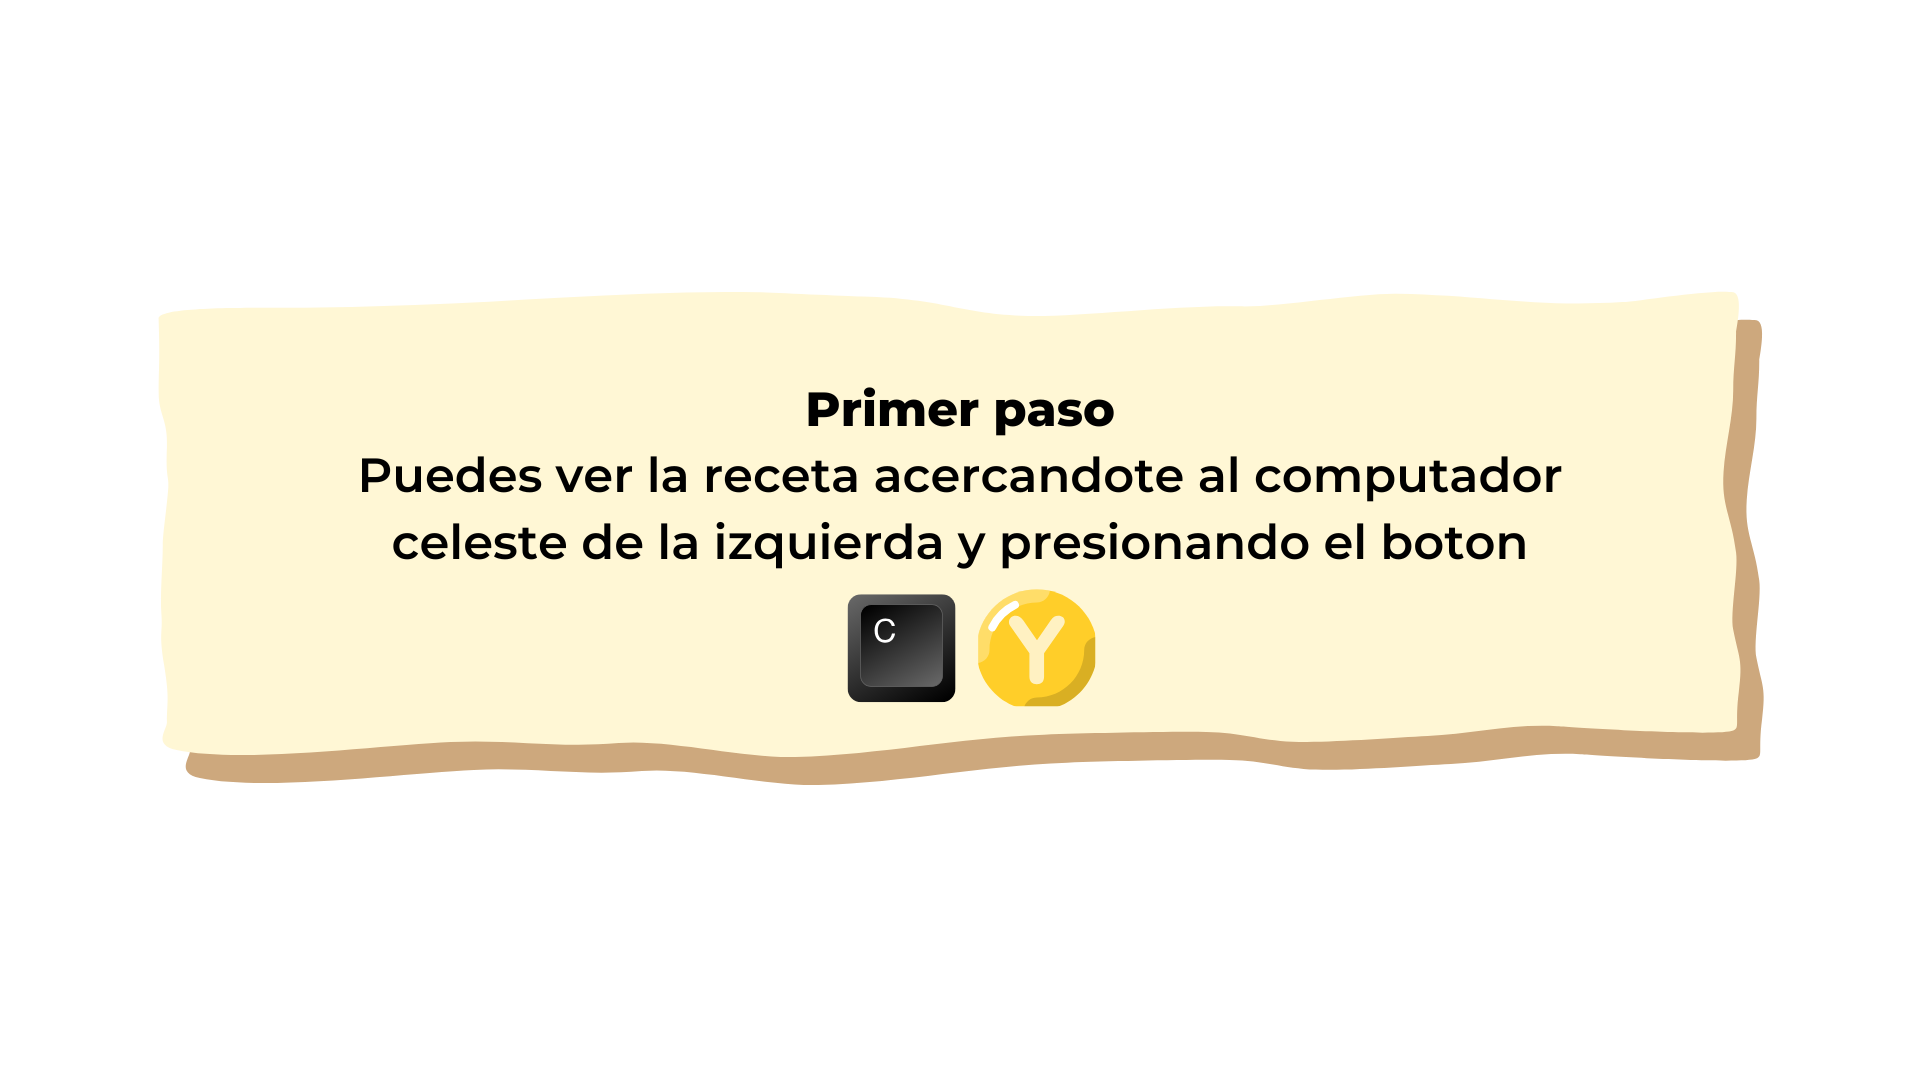 Primer paso
Puedes ver la receta acercandote al computador
celeste de la izquierda y presionando el boton
C Y